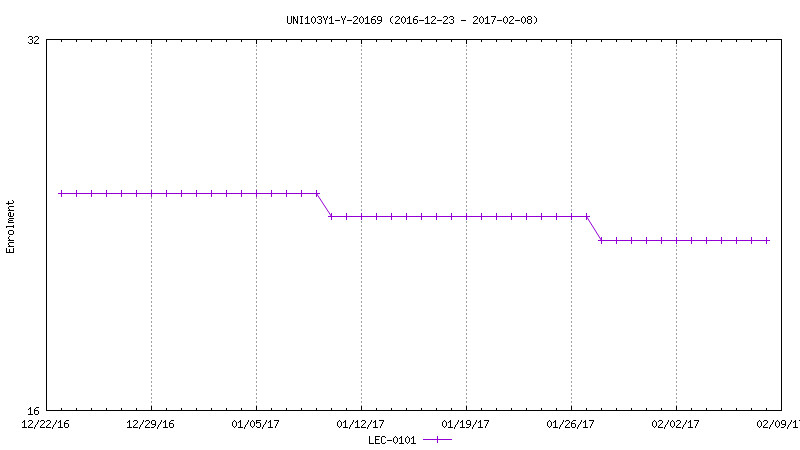 UNI103Y1-Y-20169 (2016-12-23 - 2017-02-08)
32
Enrolment
16
12/22/16 12/29/16 01/05/17 01/12/17 01/19/17 01/26/17 02/02/17 02/09/1
LEC-0101